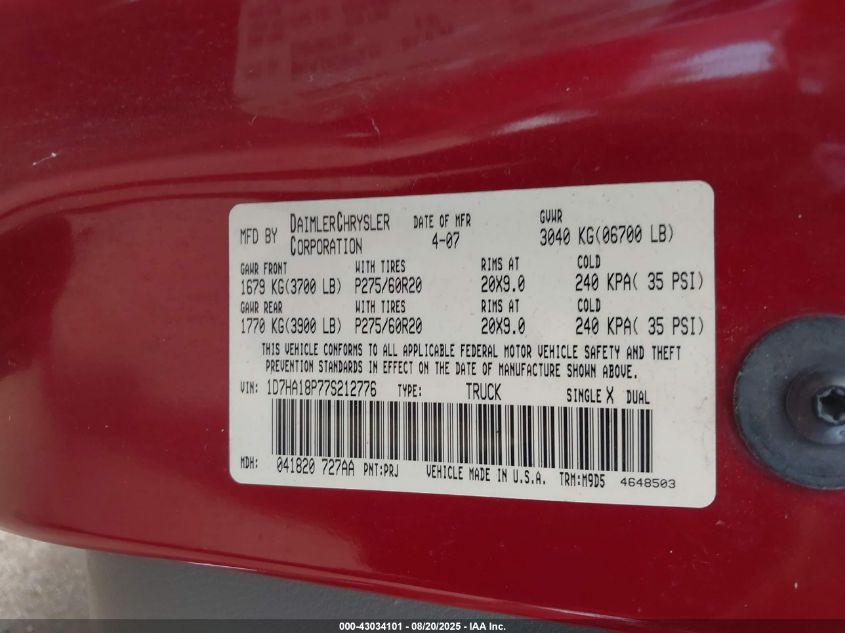 MFD BY DAIMLERCHRYSLER CORPORATION DATE OF MFR 4-07 GVWR 3040 KG(06700 LB)
GAWR FRONT WITH TIRES RIMS AT COLD
1679 KG(3700 LB) P275/60R20 20X9.0 240 KPA( 35 PSI)
GAWR REAR WITH TIRES RIMS AT COLD
1770 KG(3900 LB) P275/60R20 20X9.0 240 KPA( 35 PSI)
THIS VEHICLE CONFORMS TO ALL APPLICABLE FEDERAL MOTOR VEHICLE SAFETY AND THEFT
PREVENTION STANDARDS IN EFFECT ON THE DATE OF MANUFACTURE SHOWN ABOVE.
VIN: 1D7HA18P77S212776 TYPE: TRUCK SINGLE X DUAL
MDH: 041820 727AA PNT:PRJ VEHICLE MADE IN U.S.A. TRM:M9D5 4648503
000-43034101 - 08/20/2025 - IAA Inc.